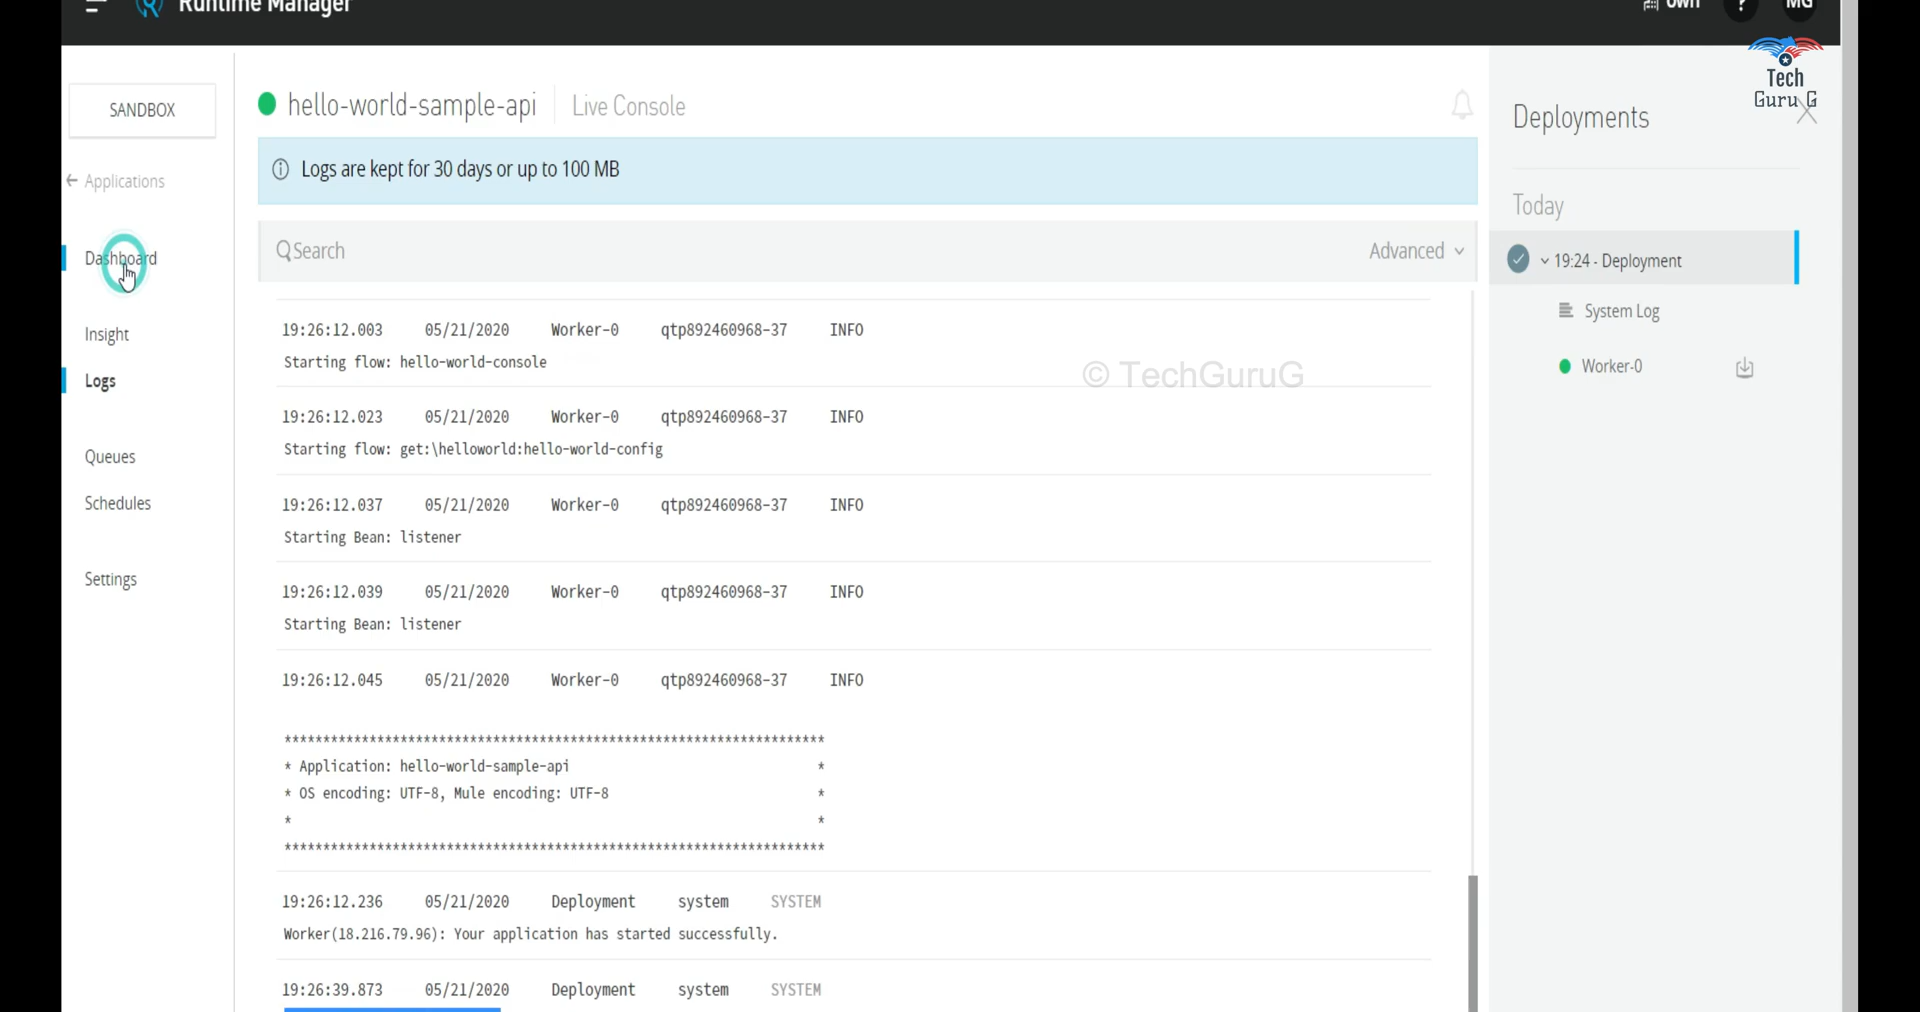 Runtime Manager
OWN ? MG
Tech
Guru G
SANDBOX
Applications
Dashboard
Insight
Logs
Queues
Schedules
Settings
hello-world-sample-api Live Console
Logs are kept for 30 days or up to 100 MB
Search Advanced
19:26:12.003 05/21/2020 Worker-0 qtp892460968-37 INFO
Starting flow: hello-world-console
© TechGuruG
19:26:12.023 05/21/2020 Worker-0 qtp892460968-37 INFO
Starting flow: get:\helloworld:hello-world-config
19:26:12.037 05/21/2020 Worker-0 qtp892460968-37 INFO
Starting Bean: listener
19:26:12.039 05/21/2020 Worker-0 qtp892460968-37 INFO
Starting Bean: listener
19:26:12.045 05/21/2020 Worker-0 qtp892460968-37 INFO
**********************************************************************
* Application: hello-world-sample-api *
* OS encoding: UTF-8, Mule encoding: UTF-8 *
* *
**********************************************************************
19:26:12.236 05/21/2020 Deployment system SYSTEM
Worker(18.216.79.96): Your application has started successfully.
19:26:39.873 05/21/2020 Deployment system SYSTEM
Deployments
Today
19:24 - Deployment
System Log
Worker-0